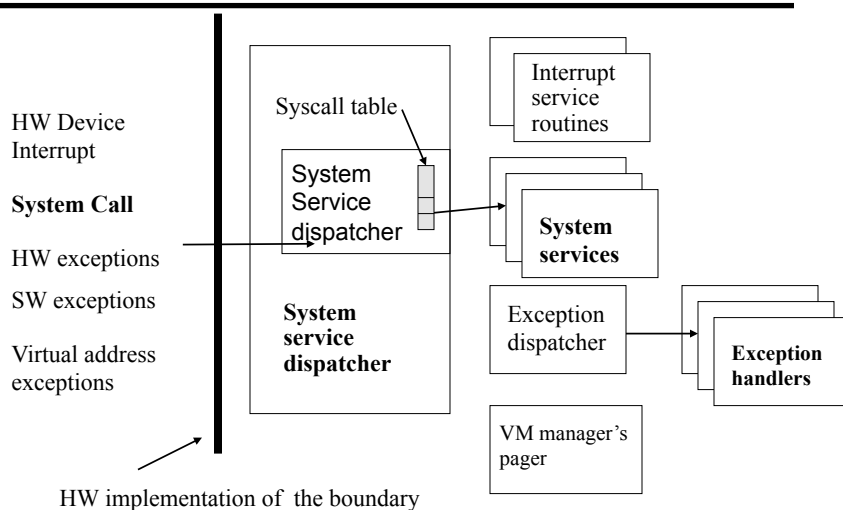 HW Device
Interrupt
System Call
HW exceptions
SW exceptions
Virtual address
exceptions
HW implementation of the boundary
Syscall table
System
Service
dispatcher
System
service
dispatcher
Interrupt
service
routines
System
services
Exception
dispatcher
Exception
handlers
VM manager’s
pager